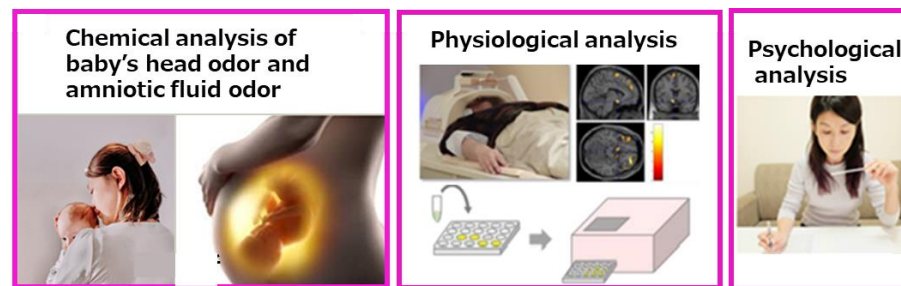 Chemical analysis of
baby's head odor and
amniotic fluid odor
Physiological analysis
Psychological
analysis